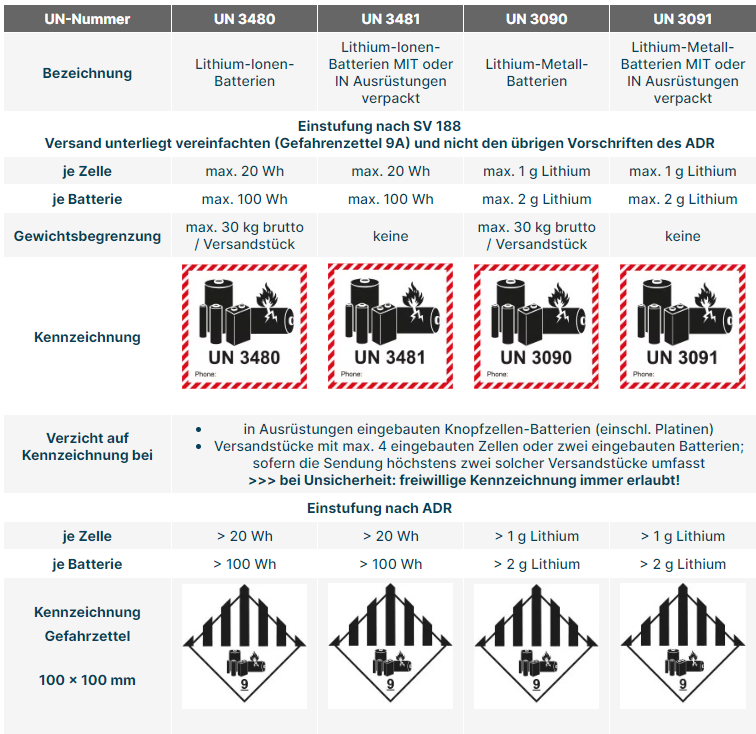 UN-Nummer UN 3480 UN 3481 UN 3090 UN 3091
Bezeichnung
Lithium-Ionen-
Batterien
Lithium-Ionen-
Batterien MIT oder
IN Ausrüstungen
verpackt
Lithium-Metall-
Batterien
Lithium-Metall-
Batterien MIT oder
IN Ausrüstungen
verpackt
Einstufung nach SV 188
Versand unterliegt vereinfachten (Gefahrenzettel 9A) und nicht den übrigen Vorschriften des ADR
je Zelle max. 20 Wh max. 20 Wh max. 1 g Lithium max. 1 g Lithium
je Batterie max. 100 Wh max. 100 Wh max. 2 g Lithium max. 2 g Lithium
Gewichtsbegrenzung
max. 30 kg brutto
/ Versandstück
keine
max. 30 kg brutto
/ Versandstück
keine
Kennzeichnung
UN 3480
Phone:
UN 3481
Phone:
UN 3090
Phone:
UN 3091
Phone:
Verzicht auf
Kennzeichnung bei
• in Ausrüstungen eingebauten Knopfzellen-Batterien (einschl. Platinen)
• Versandstücke mit max. 4 eingebauten Zellen oder zwei eingebauten Batterien;
sofern die Sendung höchstens zwei solcher Versandstücke umfasst
>>> bei Unsicherheit: freiwillige Kennzeichnung immer erlaubt!
Einstufung nach ADR
je Zelle > 20 Wh > 20 Wh > 1 g Lithium > 1 g Lithium
je Batterie > 100 Wh > 100 Wh > 2 g Lithium > 2 g Lithium
Kennzeichnung
Gefahrzettel
100 × 100 mm
9
9
9
9